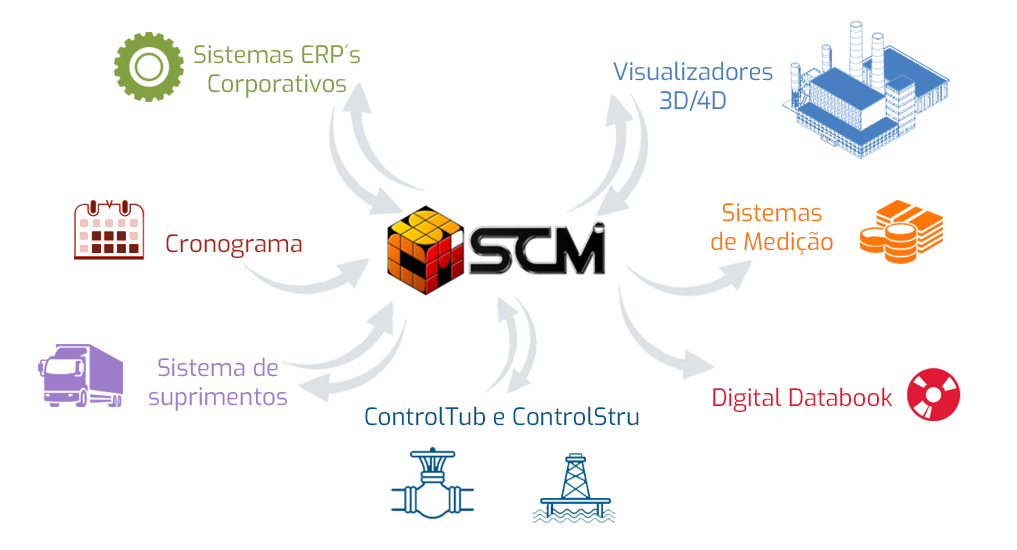 Sistemas ERP´s
Corporativos
Visualizadores
3D/4D
Cronograma
SCM
Sistemas
de Medição
Sistema de
suprimentos
Digital Databook
ControlTub e ControlStru